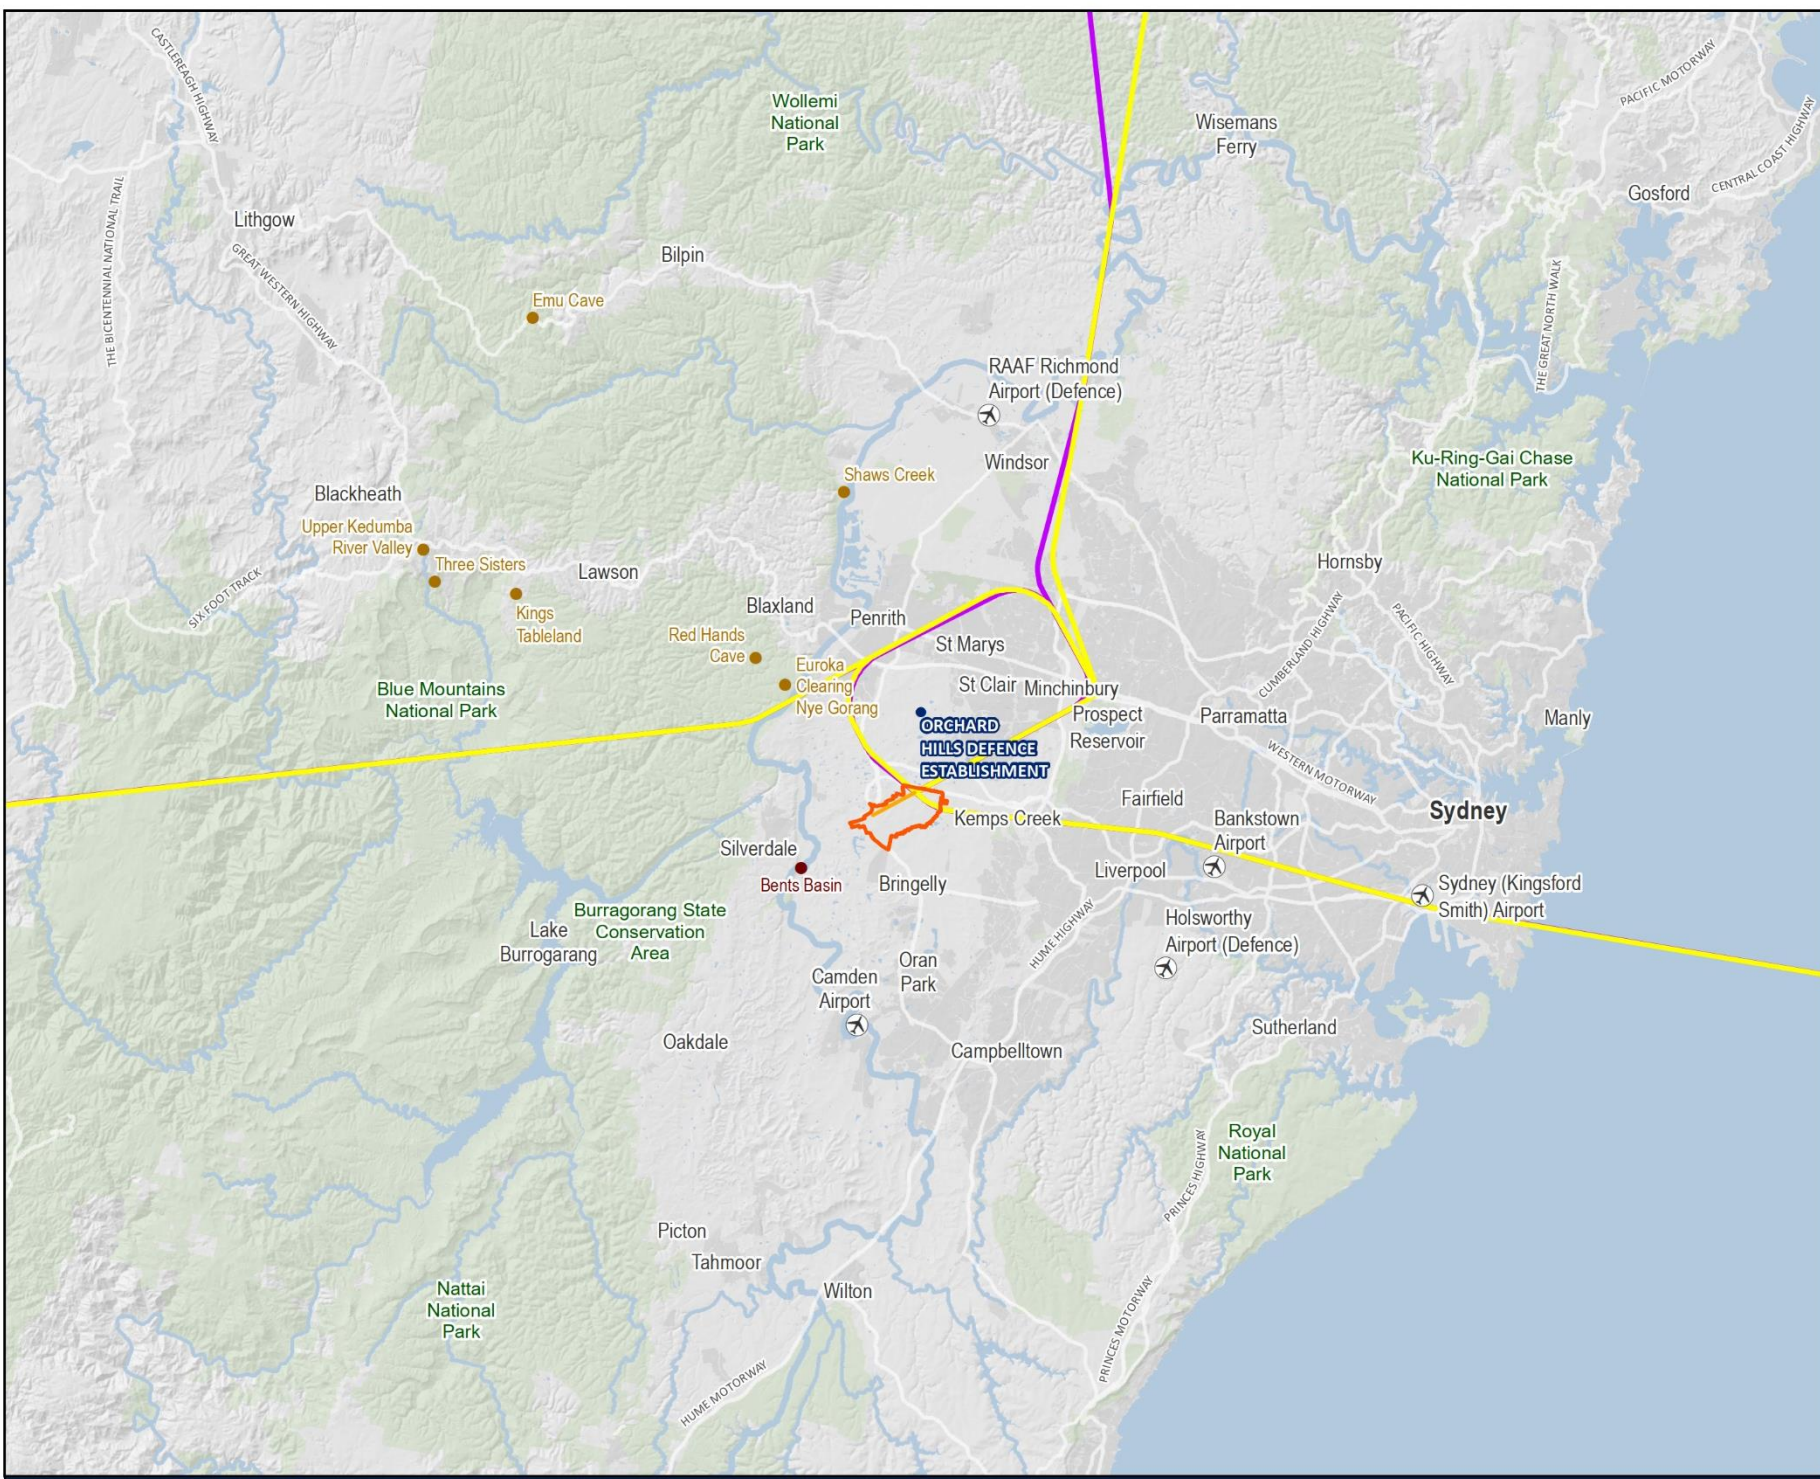 CASTLEREAGH HIGHWAY
PACIFIC MOTORWAY
Wollemi
National
Park
Wisemans
Ferry
CENTRAL COAST HIGHWAY
Gosford
THE BICENTENNIAL NATIONAL TRAIL
Lithgow
GREAT WESTERN HIGHWAY
Bilpin
Emu Cave
THE GREAT NORTH WALK
RAAF Richmond
Airport (Defence)
Windsor
Ku-Ring-Gai Chase
National Park
Shaws Creek
Blackheath
Upper Kedumba
River Valley
Three Sisters
Lawson
Hornsby
SIX FOOT TRACK
Kings
Tableland
Blaxland
Penrith
CUMBERLAND HIGHWAY
PACIFIC HIGHWAY
Red Hands
Cave
St Marys
Euroka
Clearing
Nye Gorang
St Clair
Minchinbury
Blue Mountains
National Park
Prospect
Reservoir
Parramatta
Manly
ORCHARD
HILLS DEFENCE
ESTABLISHMENT
WESTERN MOTORWAY
Fairfield
Sydney
Kemps Creek
Bankstown
Airport
Silverdale
Bents Basin
Bringelly
Liverpool
Sydney (Kingsford
Smith) Airport
Burragorang State
Conservation
Area
Lake
Burrogarang
HUME HIGHWAY
Holsworthy
Airport (Defence)
Oran
Park
Camden
Airport
Sutherland
Oakdale
Campbelltown
Royal
National
Park
PRINCES HIGHWAY
Picton
Tahmoor
Nattai
National
Park
Wilton
PRINCES MOTORWAY
HUME MOTORWAY